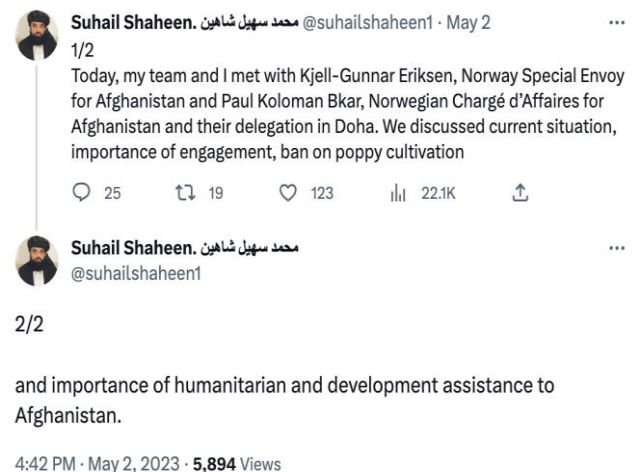 Suhail Shaheen. محمد سهیل شاهین @suhailshaheen1 · May 2
1/2
Today, my team and I met with Kjell-Gunnar Eriksen, Norway Special Envoy
for Afghanistan and Paul Koloman Bkar, Norwegian Chargé d’Affaires for
Afghanistan and their delegation in Doha. We discussed current situation,
importance of engagement, ban on poppy cultivation
25 19 123 22.1K
Suhail Shaheen. محمد سهیل شاهین
@suhailshaheen1
2/2
and importance of humanitarian and development assistance to
Afghanistan.
4:42 PM · May 2, 2023 · 5,894 Views